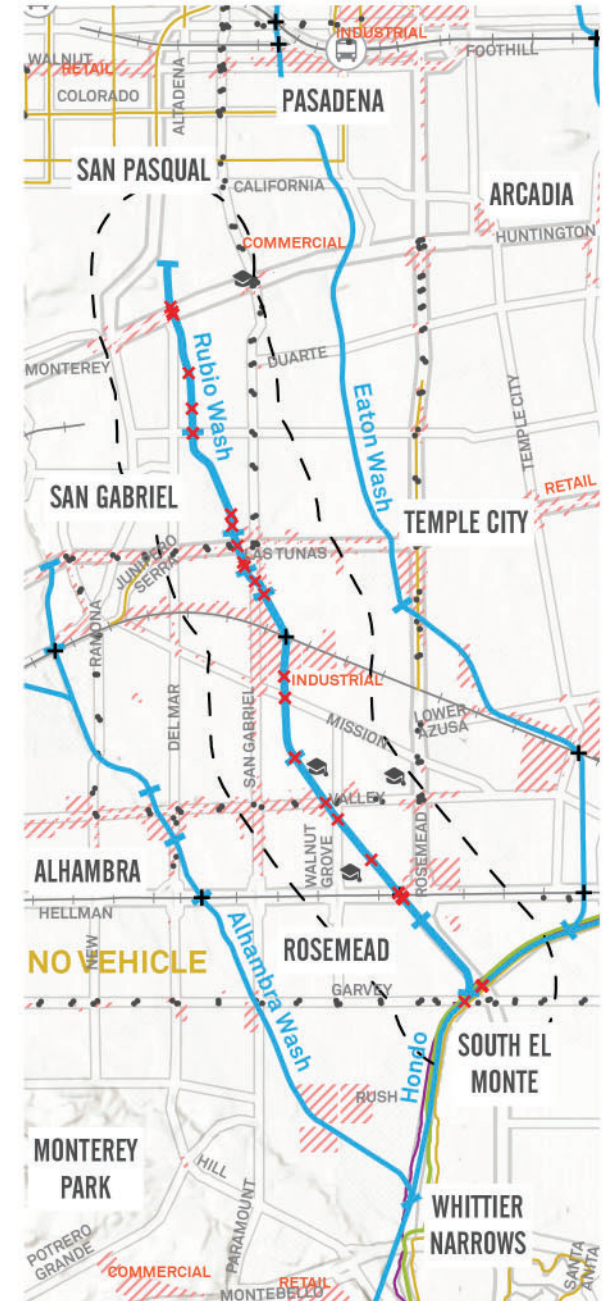 INDUSTRIAL
FOOTHILL
WALNUT
RETAIL
COLORADO
ALTADENA
PASADENA
SAN PASQUAL
CALIFORNIA
ARCADIA
HUNTINGTON
COMMERCIAL
MONTEREY
DUARTE
Rubio Wash
Eaton Wash
TEMPLE CITY
RETAIL
SAN GABRIEL
TEMPLE CITY
JUNIPERO
SERRA
LAS TUNAS
RAMONA
DEL MAR
SAN GABRIEL
INDUSTRIAL
MISSION
LOWER
AZUSA
VALLEY
WALNUT
GROVE
ROSEMEAD
ALHAMBRA
HELLMAN
NEW
NO VEHICLE
Alhambra Wash
ROSEMEAD
GARVEY
Hondo
SOUTH EL
MONTE
RUSH
MONTEREY
PARK
HILL
PARAMOUNT
WHITTIER
NARROWS
POTRERO
GRANDE
COMMERCIAL
RETAIL
MONTEBELLO
SANTA
ANITA